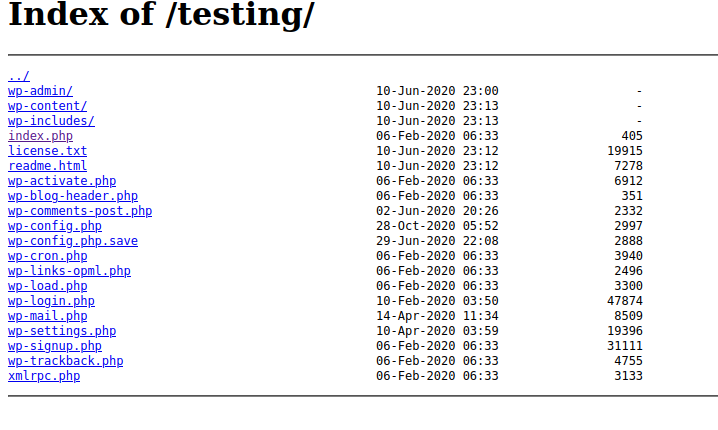 Index of /testing/
../
wp-admin/ 10-Jun-2020 23:00 -
wp-content/ 10-Jun-2020 23:13 -
wp-includes/ 10-Jun-2020 23:13 -
index.php 06-Feb-2020 06:33 405
license.txt 10-Jun-2020 23:12 19915
readme.html 10-Jun-2020 23:12 7278
wp-activate.php 06-Feb-2020 06:33 6912
wp-blog-header.php 06-Feb-2020 06:33 351
wp-comments-post.php 02-Jun-2020 20:26 2332
wp-config.php 28-Oct-2020 05:52 2997
wp-config.php.save 29-Jun-2020 22:08 2888
wp-cron.php 06-Feb-2020 06:33 3940
wp-links-opml.php 06-Feb-2020 06:33 2496
wp-load.php 06-Feb-2020 06:33 3300
wp-login.php 10-Feb-2020 03:50 47874
wp-mail.php 14-Apr-2020 11:34 8509
wp-settings.php 10-Apr-2020 03:59 19396
wp-signup.php 06-Feb-2020 06:33 31111
wp-trackback.php 06-Feb-2020 06:33 4755
xmlrpc.php 06-Feb-2020 06:33 3133